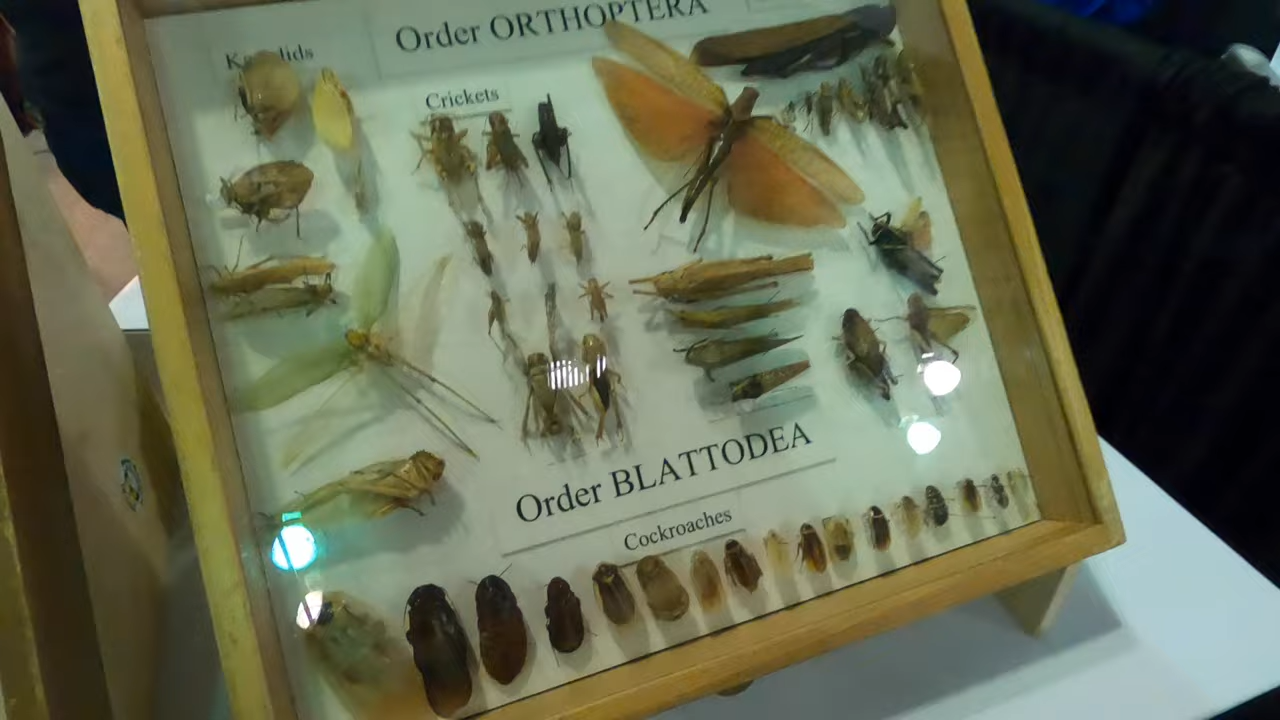 Order ORTHOPTERA
Crickets
Order BLATTODEA
Cockroaches